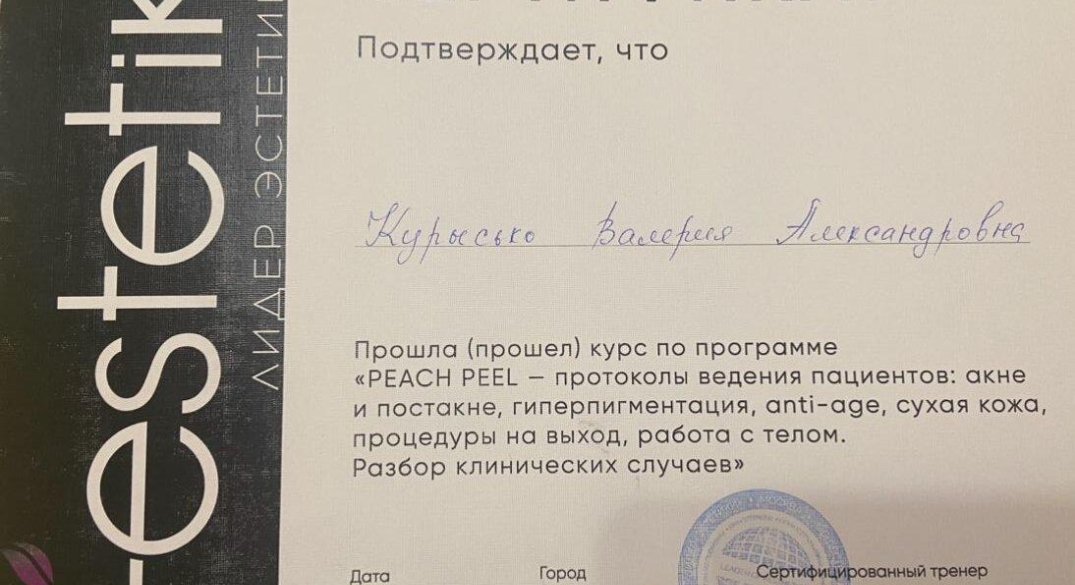 estetik
ЛИДЕР ЭСТЕТИ
Подтверждает, что
Курысько Валерия Александровна
Прошла (прошел) курс по программе
«PEACH PEEL — протоколы ведения пациентов: акне
и постакне, гиперпигментация, anti-age, сухая кожа,
процедуры на выход, работа с телом.
Разбор клинических случаев»
Дата
Город
Сертифицированный тренер